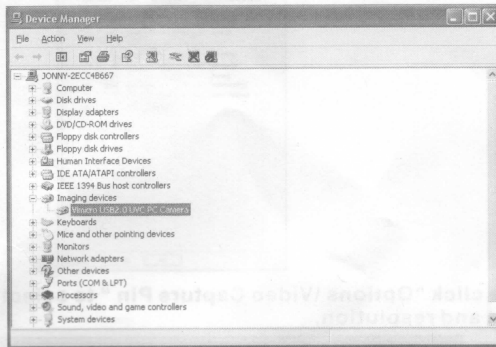 Device Manager
File Action View Help
JONNY-2ECC4B667
Computer
Disk drives
Display adapters
DVD/CD-ROM drives
Floppy disk controllers
Floppy disk drives
Human Interface Devices
IDE ATA/ATAPI controllers
IEEE 1394 Bus host controllers
Imaging devices
Vimicro USB2.0 UVC PC Camera
Keyboards
Mice and other pointing devices
Monitors
Network adapters
Other devices
Ports (COM & LPT)
Processors
Sound, video and game controllers
System devices
click "Options \Video Capture Pin"
and resolution.